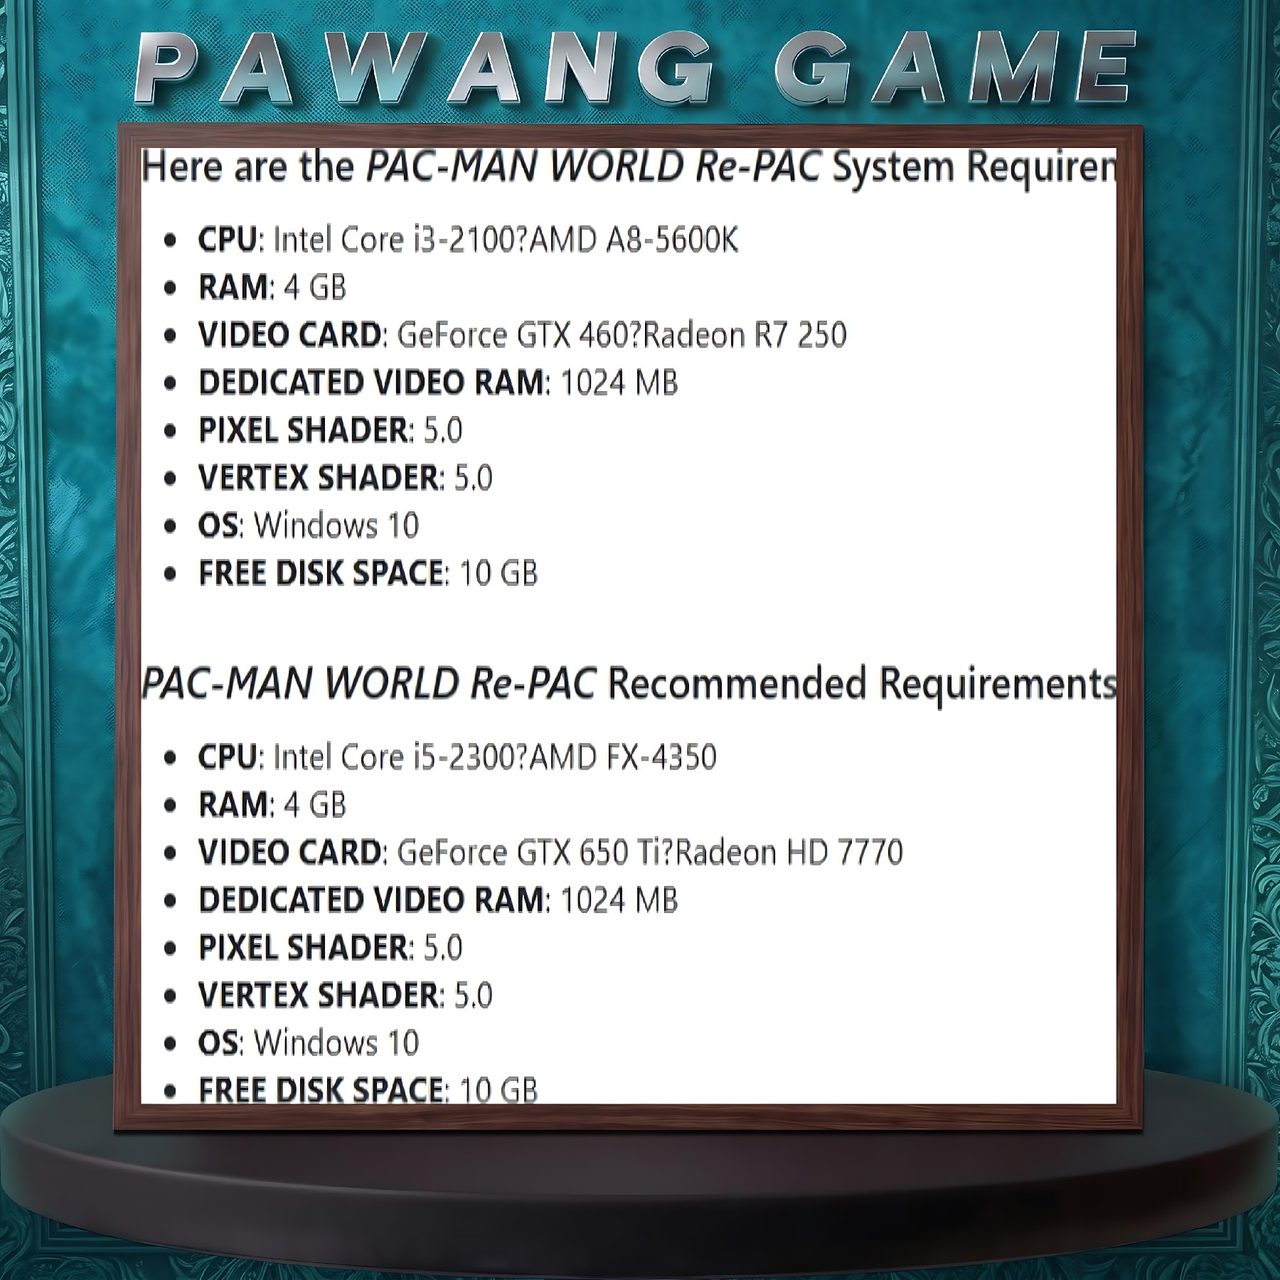 PAWANG GAME
Here are the PAC-MAN WORLD Re-PAC System Requirem
CPU: Intel Core i3-2100?AMD A8-5600K
RAM: 4 GB
VIDEO CARD: GeForce GTX 460?Radeon R7 250
DEDICATED VIDEO RAM: 1024 MB
PIXEL SHADER: 5.0
VERTEX SHADER: 5.0
OS: Windows 10
FREE DISK SPACE: 10 GB
PAC-MAN WORLD Re-PAC Recommended Requirements
CPU: Intel Core i5-2300?AMD FX-4350
RAM: 4 GB
VIDEO CARD: GeForce GTX 650 Ti?Radeon HD 7770
DEDICATED VIDEO RAM: 1024 MB
PIXEL SHADER: 5.0
VERTEX SHADER: 5.0
OS: Windows 10
FREE DISK SPACE: 10 GB